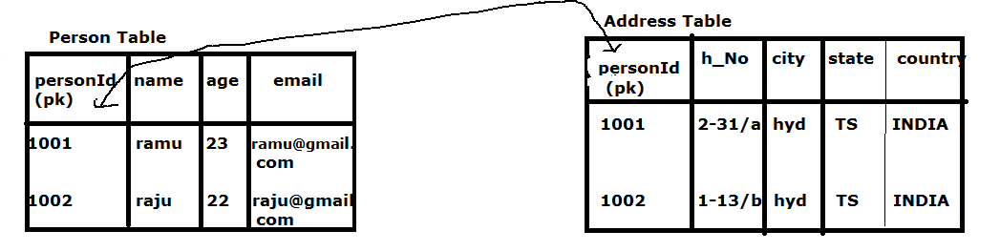 Person Table
personId name age email
(pk)
1001 ramu 23 ramu@gmail.
com
1002 raju 22 raju@gmail
com
Address Table
personId h_No city state country
(pk)
1001 2-31/a hyd TS INDIA
1002 1-13/b hyd TS INDIA